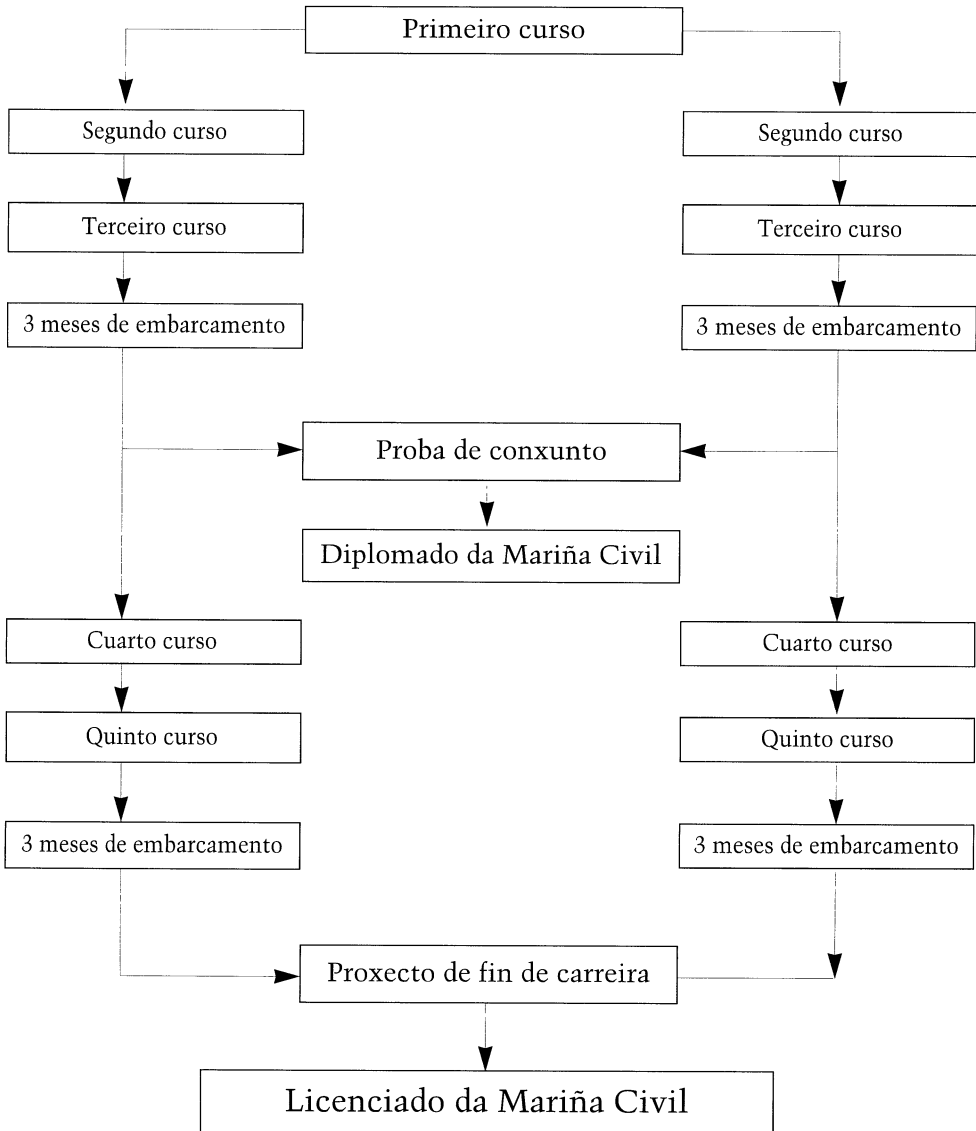 Primeiro curso
Segundo curso
Segundo curso
Terceiro curso
Terceiro curso
3 meses de embarcamento
3 meses de embarcamento
Proba de conxunto
Diplomado da Mariña Civil
Cuarto curso
Cuarto curso
Quinto curso
Quinto curso
3 meses de embarcamento
3 meses de embarcamento
Proxecto de fin de carreira
Licenciado da Mariña Civil